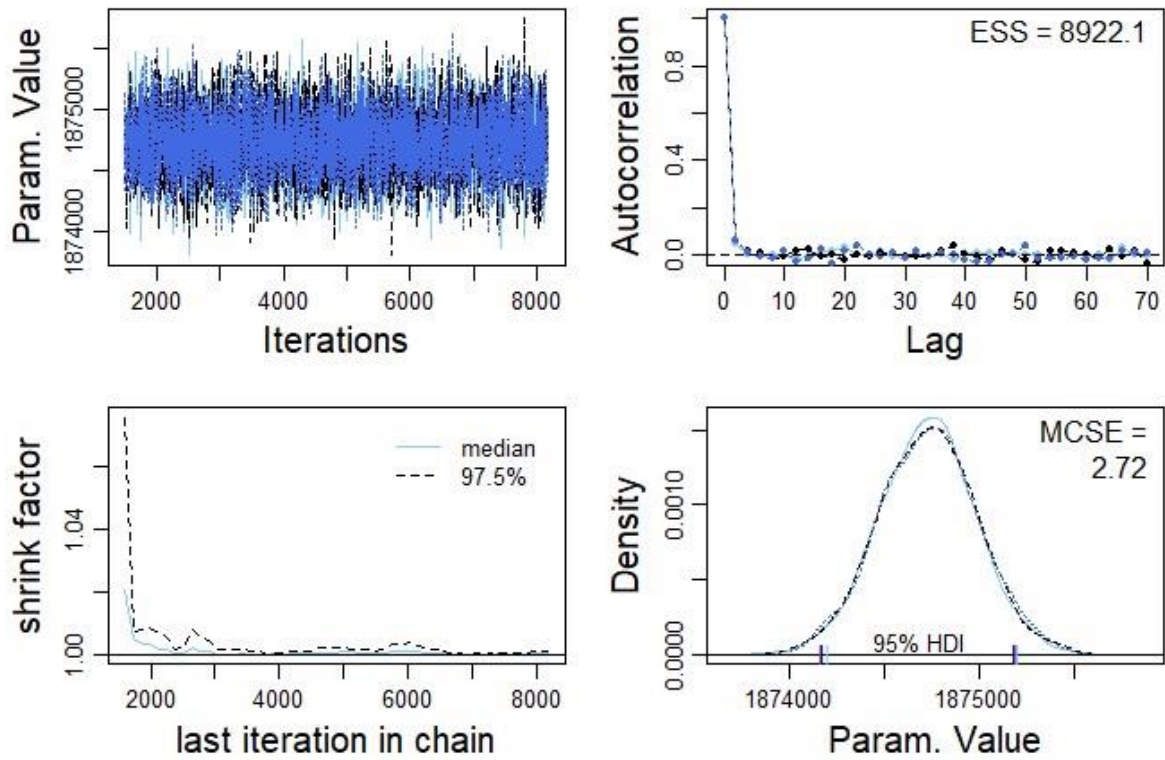 Param. Value
1874000
1875000
2000
4000
6000
8000
Iterations
Autocorrelation
0.0
0.4
0.8
ESS = 8922.1
0
10
20
30
40
50
60
70
Lag
shrink factor
1.00
1.04
median
97.5%
2000
4000
6000
8000
last iteration in chain
Density
0.0000
0.0010
MCSE =
2.72
95% HDI
1874000
1875000
Param. Value